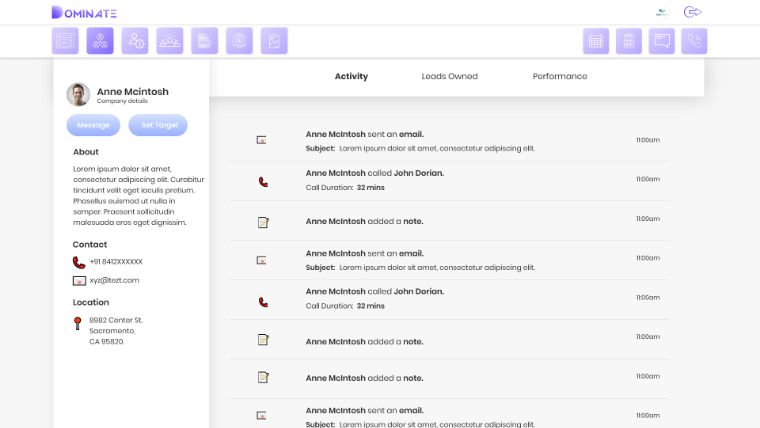 DOMINATE
Activity
Leads Owned
Performance
Anne Mcintosh
Company details
Message
Set Target
About
Lorem ipsum dolor sit amet,
consectetur adipiscing elit. Curabitur
tincidunt velit eget iaculis pretium.
Phasellus euismod ut nulla in
semper. Praesent sollicitudin
malesuada eros eget dignissim.
Contact
+91 8412XXXXXX
xyz@tezt.com
Location
8982 Center St.
Sacramento,
CA 95820.
Anne McIntosh sent an email.
Subject: Lorem ipsum dolor sit amet, consectetur adipiscing elit.
11:00am
Anne McIntosh called John Dorian.
Call Duration: 32 mins
11:00am
Anne McIntosh added a note.
11:00am
Anne McIntosh sent an email.
Subject: Lorem ipsum dolor sit amet, consectetur adipiscing elit.
11:00am
Anne McIntosh called John Dorian.
Call Duration: 32 mins
11:00am
Anne McIntosh added a note.
11:00am
Anne McIntosh added a note.
11:00am
Anne McIntosh sent an email.
Subject: Lorem ipsum dolor sit amet, consectetur adipiscing elit.
11:00am